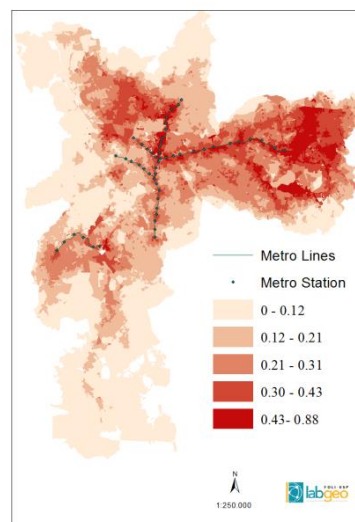 Metro Lines
Metro Station
0 - 0.12
0.12 - 0.21
0.21 - 0.31
0.30 - 0.43
0.43- 0.88
N
1:250.000
POLI USP
labgeo